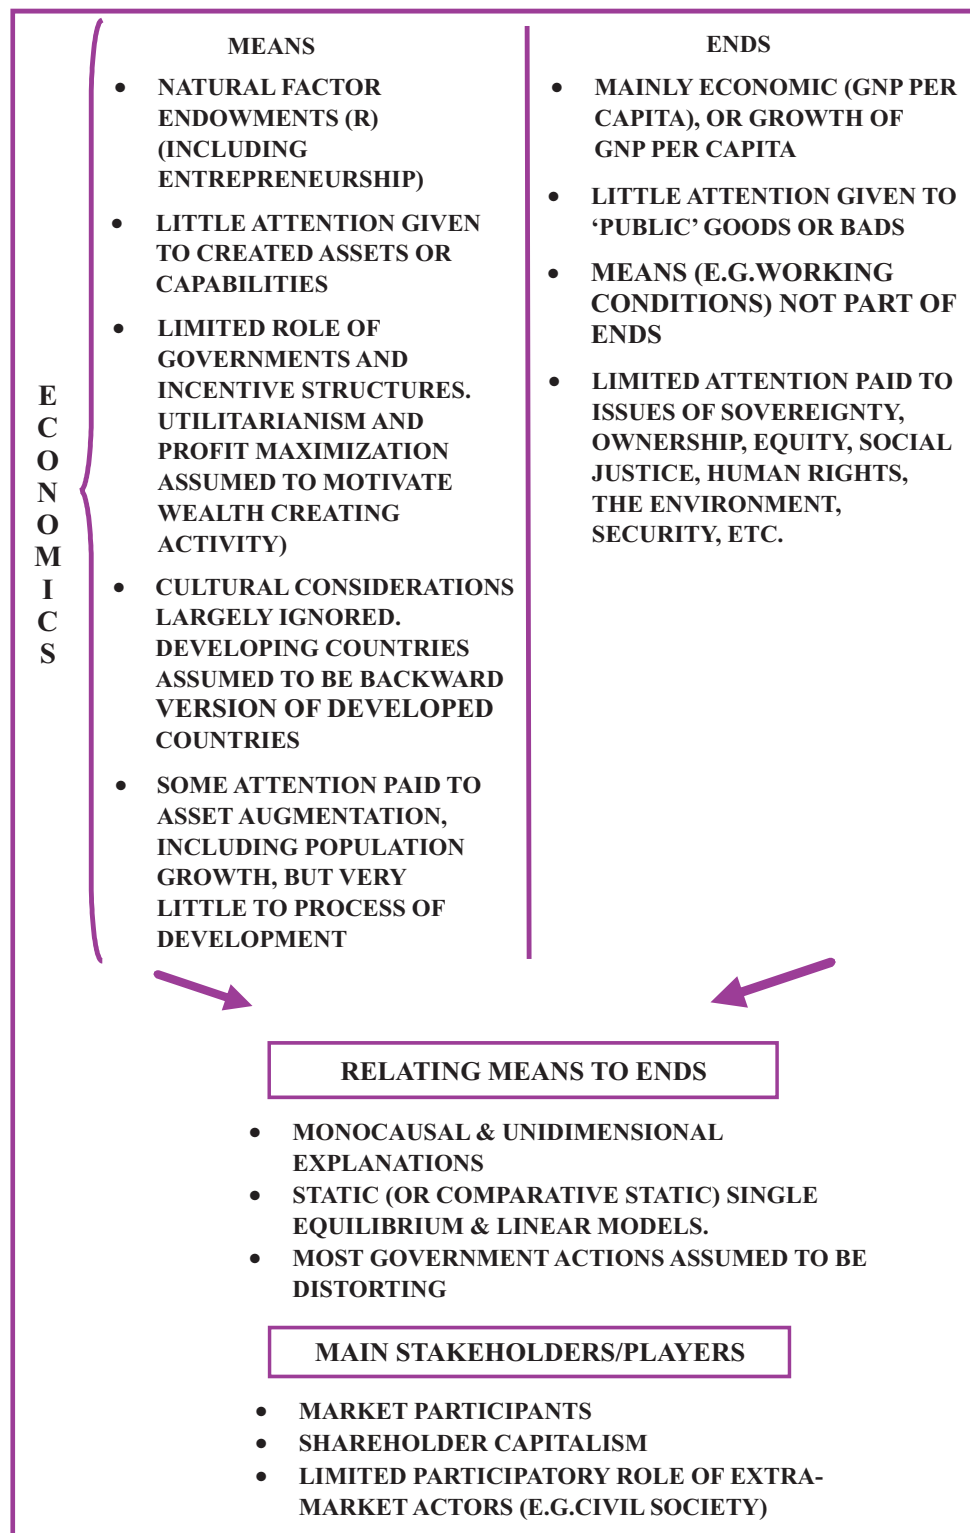 ECONOMICS
MEANS
• NATURAL FACTOR
ENDOWMENTS (R)
(INCLUDING
ENTREPRENEURSHIP)
• LITTLE ATTENTION GIVEN
TO CREATED ASSETS OR
CAPABILITIES
• LIMITED ROLE OF
GOVERNMENTS AND
INCENTIVE STRUCTURES.
UTILITARIANISM AND
PROFIT MAXIMIZATION
ASSUMED TO MOTIVATE
WEALTH CREATING
ACTIVITY)
• CULTURAL CONSIDERATIONS
LARGELY IGNORED.
DEVELOPING COUNTRIES
ASSUMED TO BE BACKWARD
VERSION OF DEVELOPED
COUNTRIES
• SOME ATTENTION PAID TO
ASSET AUGMENTATION,
INCLUDING POPULATION
GROWTH, BUT VERY
LITTLE TO PROCESS OF
DEVELOPMENT
ENDS
• MAINLY ECONOMIC (GNP PER
CAPITA), OR GROWTH OF
GNP PER CAPITA
• LITTLE ATTENTION GIVEN TO
‘PUBLIC’ GOODS OR BADS
• MEANS (E.G.WORKING
CONDITIONS) NOT PART OF
ENDS
• LIMITED ATTENTION PAID TO
ISSUES OF SOVEREIGNTY,
OWNERSHIP, EQUITY, SOCIAL
JUSTICE, HUMAN RIGHTS,
THE ENVIRONMENT,
SECURITY, ETC.
RELATING MEANS TO ENDS
• MONOCAUSAL & UNIDIMENSIONAL
EXPLANATIONS
• STATIC (OR COMPARATIVE STATIC) SINGLE
EQUILIBRIUM & LINEAR MODELS.
• MOST GOVERNMENT ACTIONS ASSUMED TO BE
DISTORTING
MAIN STAKEHOLDERS/PLAYERS
• MARKET PARTICIPANTS
• SHAREHOLDER CAPITALISM
• LIMITED PARTICIPATORY ROLE OF EXTRA-
MARKET ACTORS (E.G.CIVIL SOCIETY)